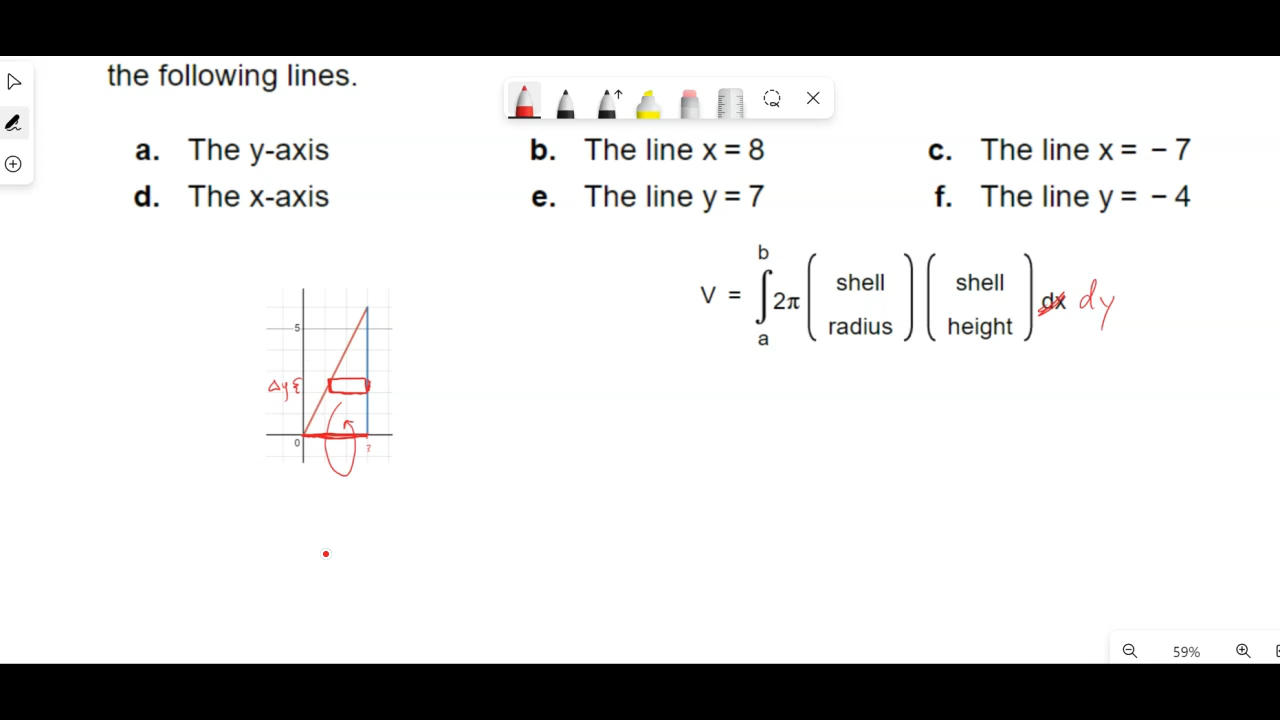 the following lines.
a. The y-axis b. The line x = 8 c. The line x = − 7
d. The x-axis e. The line y = 7 f. The line y = − 4
b
V = ∫ 2π ( shell radius ) ( shell height ) dx dy
a
5
Δy {
0
?
59%